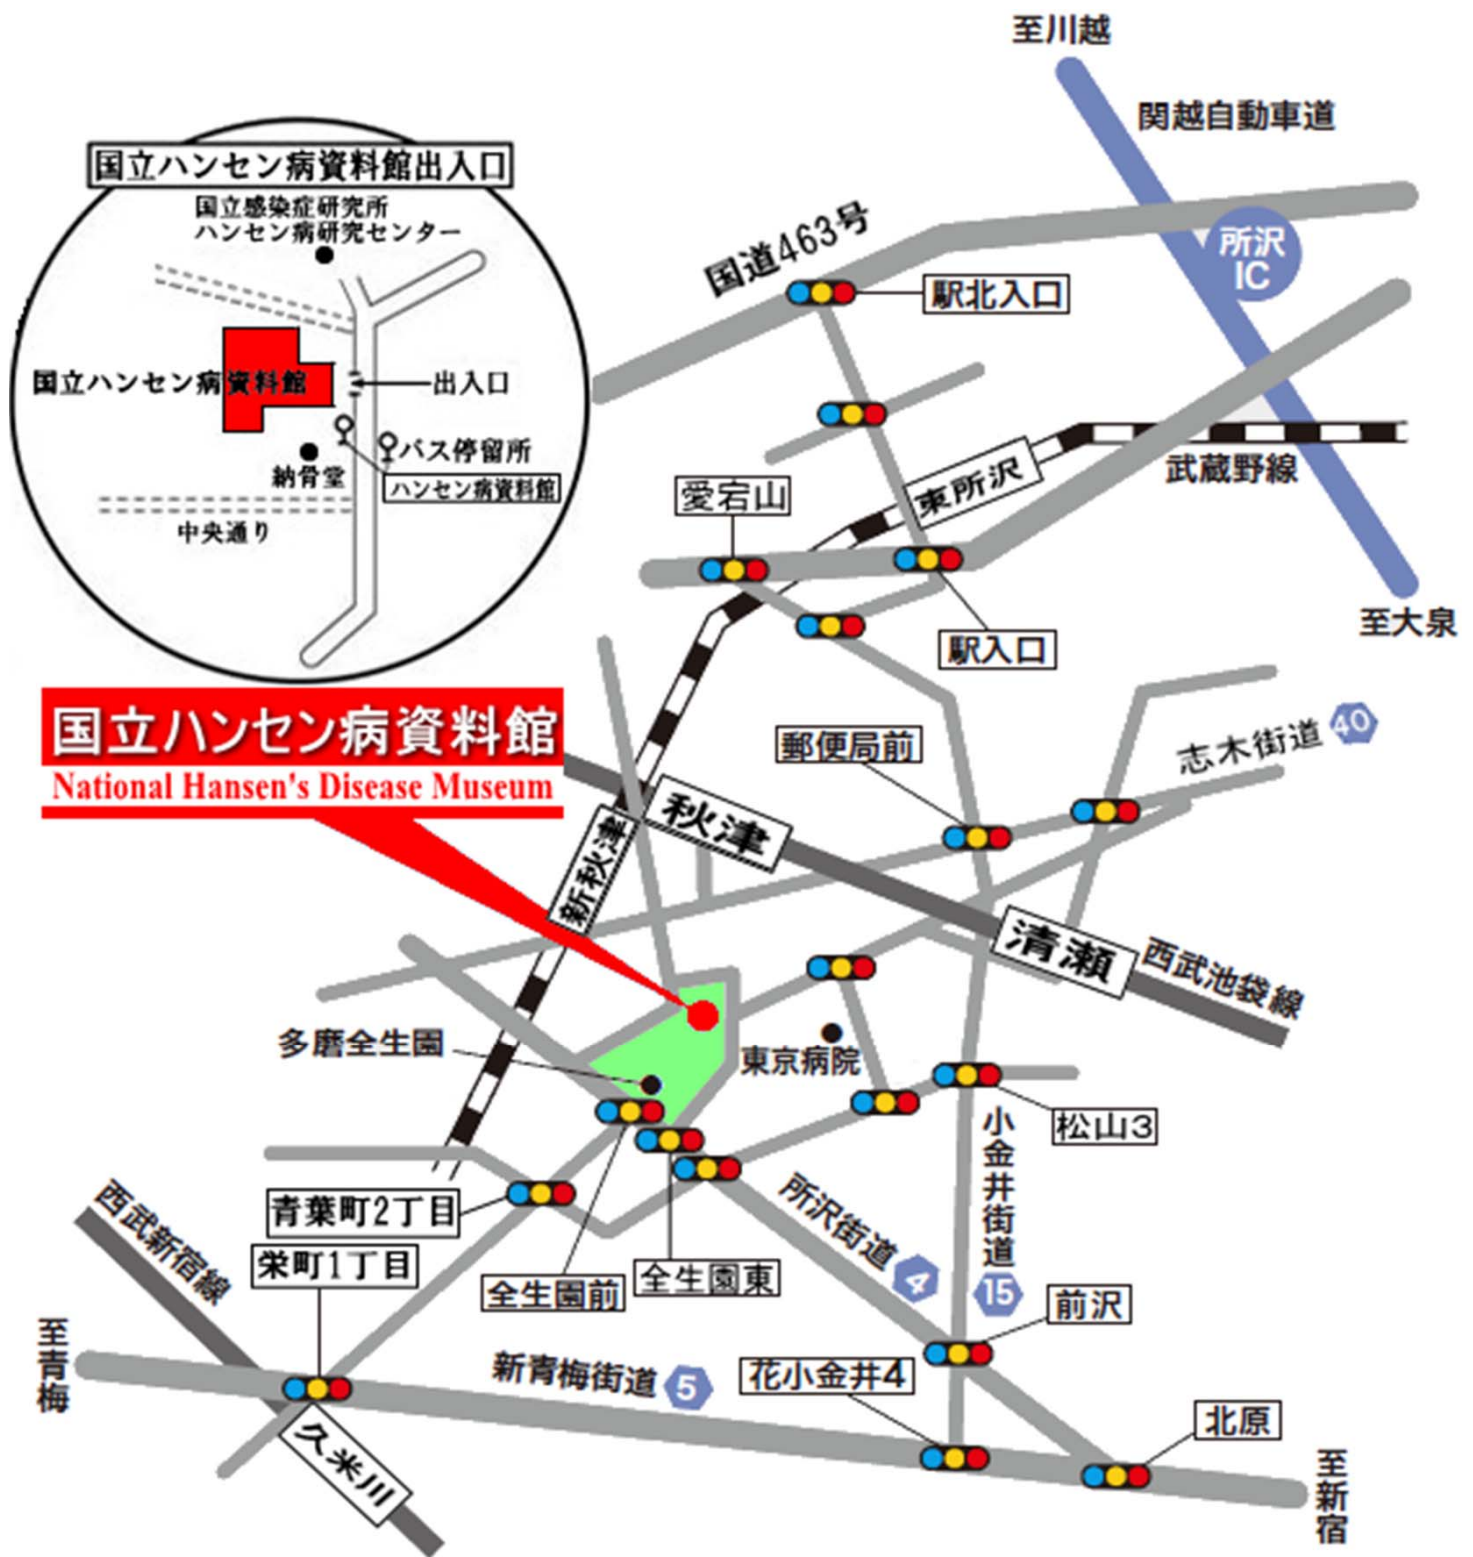 至川越
関越自動車道
国立ハンセン病資料館出入口
国立感染症研究所
ハンセン病研究センター
国道463号
所沢
IC
駅北入口
国立ハンセン病資料館
出入口
バス停留所
ハンセン病資料館
納骨堂
中央通り
東所沢
武蔵野線
愛宕山
至大泉
駅入口
国立ハンセン病資料館
National Hansen's Disease Museum
郵便局前
志木街道
40
秋津
新秋津
清瀬
西武池袋線
多磨全生園
東京病院
松山3
小金井街道
15
青葉町2丁目
栄町1丁目
全生園前
全生園東
所沢街道
4
西武新宿線
前沢
至青梅
新青梅街道
5
花小金井4
北原
久米川
至新宿